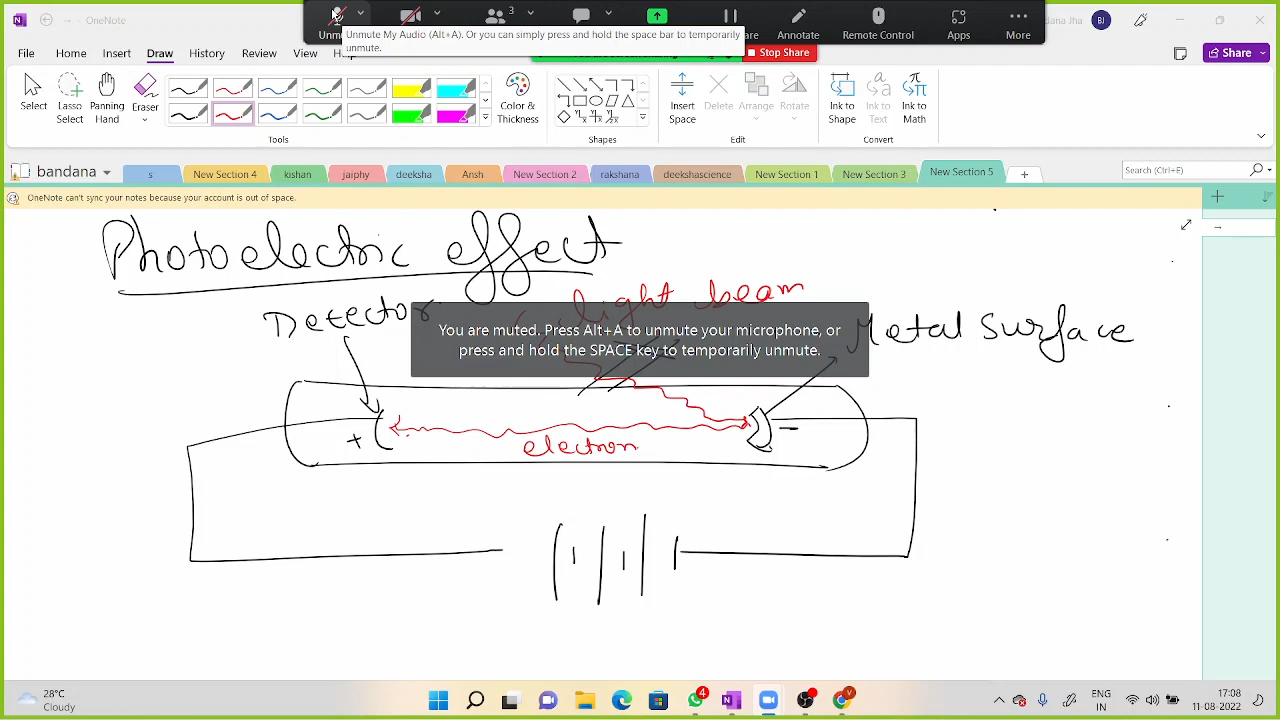 OneNote
3
dana Jha
BJ
Unm
Unmute My Audio (Alt+A). Or you can simply press and hold the space bar to temporarily
unmute.
Annotate
Remote Control
Apps
More
Stop Share
File
Home
Insert
Draw
History
Review
View
Share
Select
Lasso
Select
Panning
Hand
Eraser
Color &
Thickness
Insert
Space
Delete
Arrange
Rotate
Ink to
Shape
Ink to
Text
Ink to
Math
Tools
Shapes
Edit
Convert
bandana
s
New Section 4
kishan
jaiphy
deeksha
Ansh
New Section 2
rakshana
deekshascience
New Section 1
New Section 3
New Section 5
Search (Ctrl+E)
OneNote can't sync your notes because your account is out of space.
Photoelectric effect
light beam
Detector
You are muted. Press Alt+A to unmute your microphone, or
press and hold the SPACE key to temporarily unmute.
Metal Surface
+
-
electron
28°C
Cloudy
4
V
ENG
IN
17:08
11-08-2022